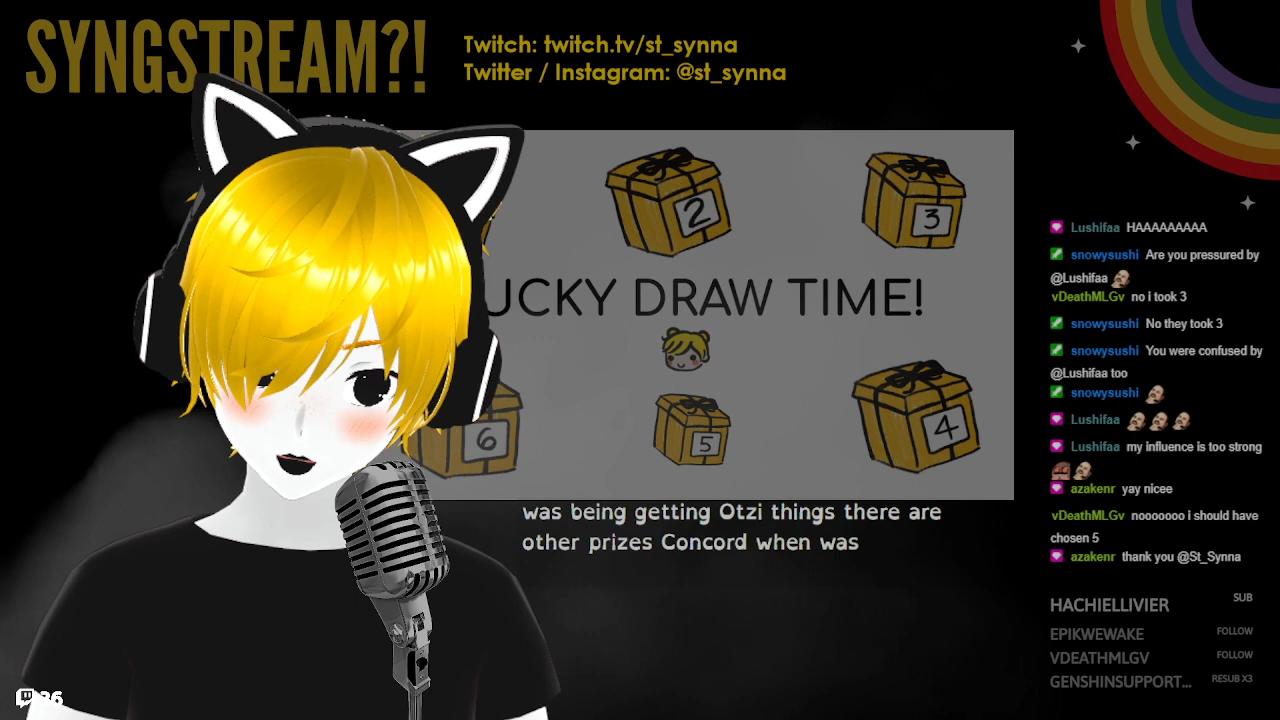 SYNGSTREAM?!
Twitch: twitch.tv/st_synna
Twitter / Instagram: @st_synna
2
3
UCKY DRAW TIME!
6
5
4
was being getting Otzi things there are
other prizes Concord when was
Lushifaa HAAAAAAAAA
snowysushi Are you pressured by
@Lushifaa
vDeathMLGv no i took 3
snowysushi No they took 3
snowysushi You were confused by
@Lushifaa too
snowysushi
Lushifaa
Lushifaa my influence is too strong
azakenr yay nicee
vDeathMLGv nooooooo i should have
chosen 5
azakenr thank you @St_Synna
HACHIELLIVIER SUB
EPIKWEWAKE FOLLOW
VDEATHMLGV FOLLOW
GENSHINSUPPORT... RESUB X3
36